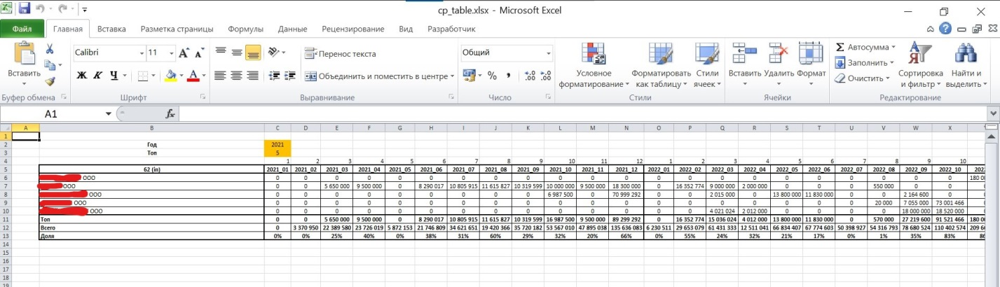 cp_table.xlsx - Microsoft Excel
Файл Главная Вставка Разметка страницы Формулы Данные Рецензирование Вид Разработчик
Вставить
Calibri 11
Ж К Ч
Перенос текста
Объединить и поместить в центре
Общий
Условное форматирование
Форматировать как таблицу
Стили ячеек
Вставить Удалить Формат
Автосумма
Заполнить
Очистить
Сортировка и фильтр
Найти и выделить
Буфер обмена Шрифт Выравнивание Число Стили Ячейки Редактирование
A1 fx
A B C D E F G H I J K L M N O P Q R S T U V W X
1
2 Год 2021
3 Топ 5
4 1 2 3 4 5 6 7 8 9 10 11 12 1 2 3 4 5 6 7 8 9 10
5 62 (in) 2021_01 2021_02 2021_03 2021_04 2021_05 2021_06 2021_07 2021_08 2021_09 2021_10 2021_11 2021_12 2022_01 2022_02 2022_03 2022_04 2022_05 2022_06 2022_07 2022_08 2022_09 2022_10 202
6 ООО 0 0 0 0 0 0 0 0 0 0 0 0 0 0 0 0 0 0 0 0 0 0 180 0
7 ООО 0 0 5 650 000 9 500 000 0 8 290 017 10 805 915 11 615 827 10 319 599 10 000 000 9 500 000 18 300 000 0 16 352 774 9 000 000 2 000 000 0 0 0 550 000 0 0
8 ООО 0 0 0 0 0 0 0 0 0 6 987 500 0 70 999 292 0 0 2 015 000 0 13 800 000 11 830 000 0 0 2 164 600 0
9 ООО 0 0 0 0 0 0 0 0 0 0 0 0 0 0 0 0 0 0 0 20 000 7 055 000 73 001 466
10 ООО 0 0 0 0 0 0 0 0 0 0 0 0 0 0 4 021 024 2 012 000 0 0 0 0 18 000 000 18 520 000
11 Топ 0 0 5 650 000 9 500 000 0 8 290 017 10 805 915 11 615 827 10 319 599 16 987 500 9 500 000 89 299 292 0 16 352 774 15 036 024 4 012 000 13 800 000 11 830 000 0 570 000 27 219 600 91 521 466 180 0
12 Всего 0 3 370 950 22 389 580 23 726 019 5 872 153 21 746 809 34 621 651 19 420 366 35 720 182 53 567 010 47 895 038 135 636 083 6 230 511 29 653 079 61 431 333 12 511 041 66 834 407 67 774 603 50 398 927 54 316 793 78 680 524 110 402 574 209 6
13 Доля 0% 0% 25% 40% 0% 38% 31% 60% 29% 32% 20% 66% 0% 55% 24% 32% 21% 17% 0% 1% 35% 83% 86
14
15
16
17
18
19